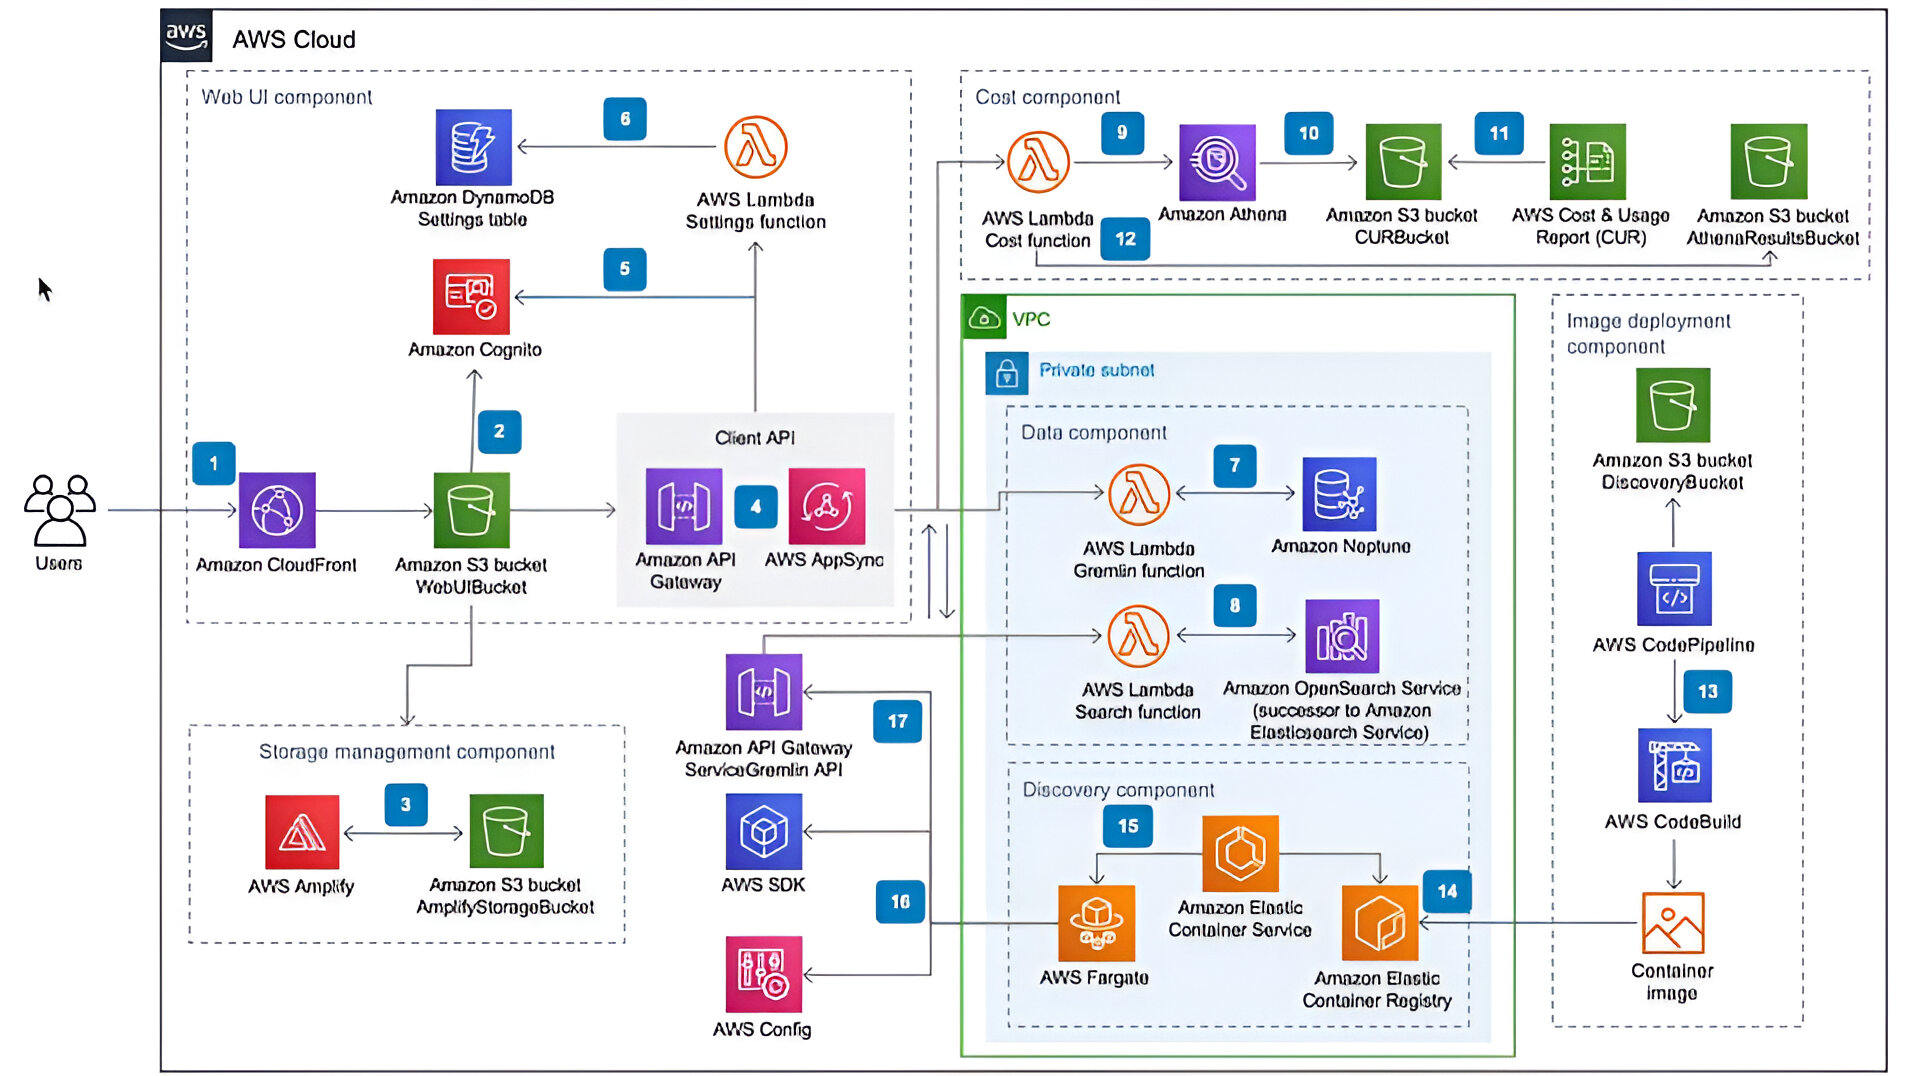 aws
AWS Cloud
Web UI component
6
Amazon DynamoDB
Settings table
AWS Lambda
Settings function
5
Amazon Cognito
2
1
Client API
4
Users
Amazon CloudFront
Amazon S3 bucket
WebUIBucket
Amazon API
Gateway
AWS AppSync
Storage management component
3
AWS Amplify
Amazon S3 bucket
AmplifyStorageBucket
Cost component
9
10
11
AWS Lambda
Cost function
Amazon Athena
Amazon S3 bucket
CURBucket
AWS Cost & Usage
Report (CUR)
Amazon S3 bucket
AthenaResultsBucket
12
VPC
Private subnet
Data component
7
AWS Lambda
Gremlin function
Amazon Neptune
8
AWS Lambda
Search function
Amazon OpenSearch Service
(successor to Amazon
Elasticsearch Service)
17
Amazon API Gateway
ServiceGremlin API
AWS SDK
16
AWS Config
Discovery component
15
Amazon Elastic
Container Service
14
AWS Fargate
Amazon Elastic
Container Registry
Image deployment
component
Amazon S3 bucket
DiscoveryBucket
AWS CodePipeline
13
AWS CodeBuild
Container
image